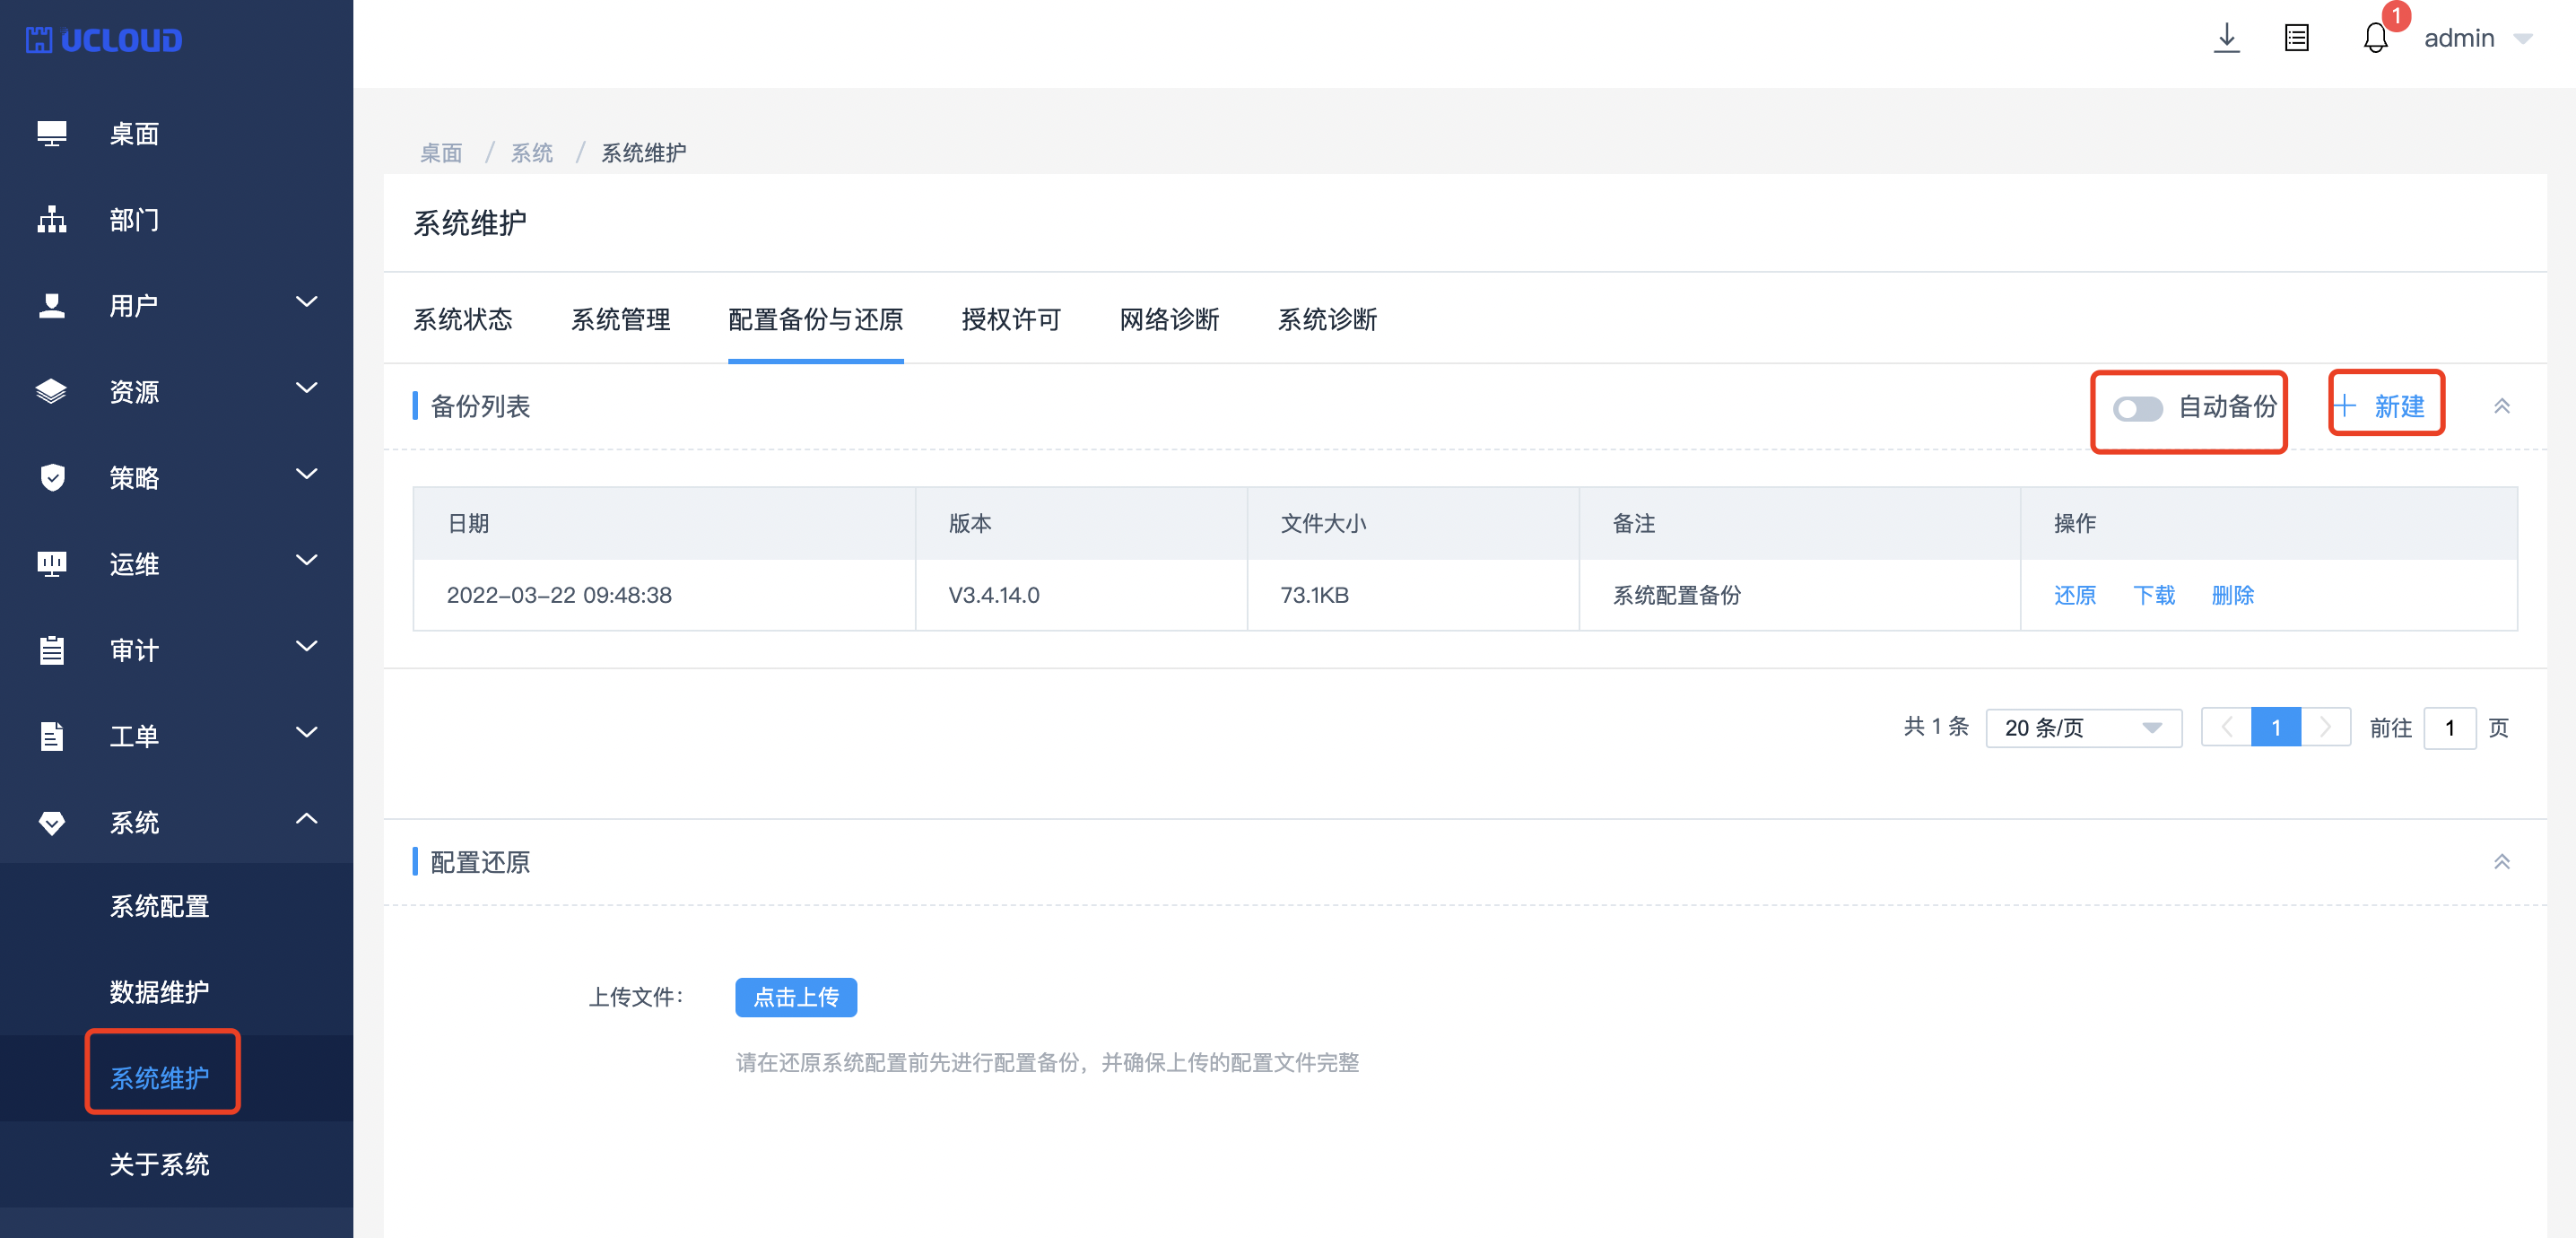 UCLOUD
1
admin
桌面
部门
用户
资源
策略
运维
审计
工单
系统
系统配置
数据维护
系统维护
关于系统
桌面 / 系统 / 系统维护
系统维护
系统状态 系统管理 配置备份与还原 授权许可 网络诊断 系统诊断
备份列表 自动备份 + 新建
日期 版本 文件大小 备注 操作
2022-03-22 09:48:38 V3.4.14.0 73.1KB 系统配置备份 还原 下载 删除
共 1 条 20 条/页 1 前往 1 页
配置还原
上传文件： 点击上传
请在还原系统配置前先进行配置备份，并确保上传的配置文件完整